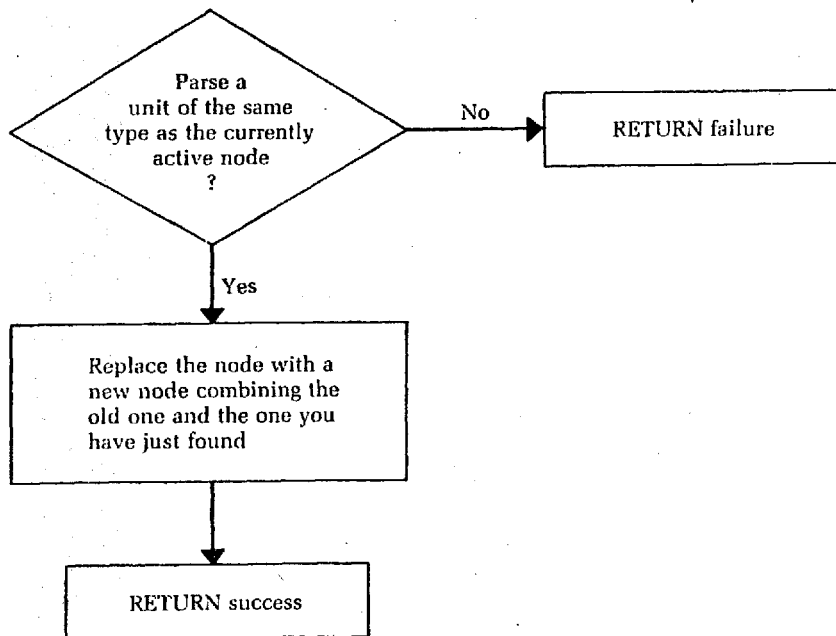 Parse a
unit of the same
type as the currently
active node
?
No
RETURN failure
Yes
Replace the node with a
new node combining the
old one and the one you
have just found
RETURN success